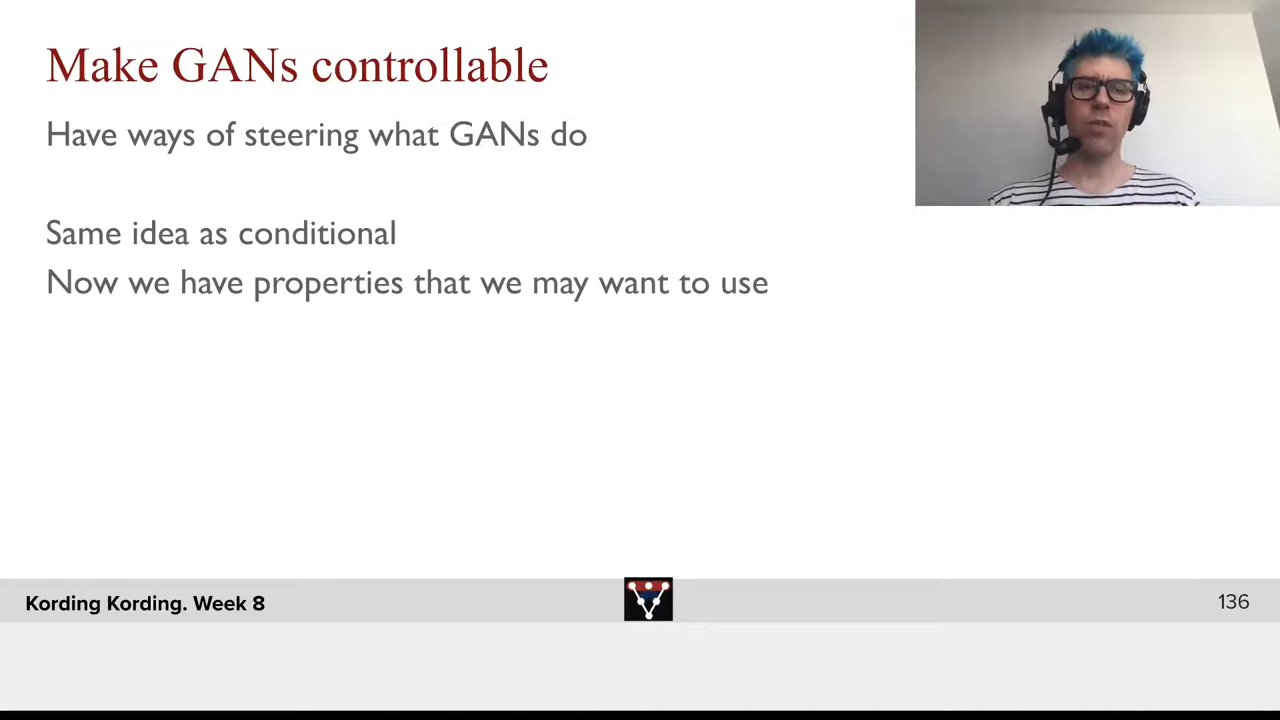 Make GANs controllable
Have ways of steering what GANs do
Same idea as conditional
Now we have properties that we may want to use
Kording Kording. Week 8
136